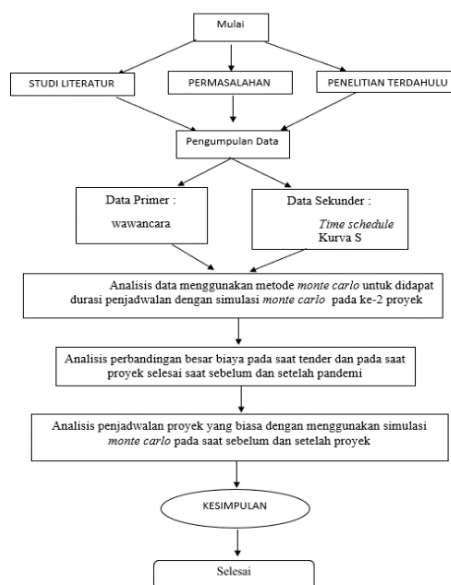 Mulai
STUDI LITERATUR
PERMASALAHAN
PENELITIAN TERDAHULU
Pengumpulan Data
Data Primer :
wawancara
Data Sekunder :
Time schedule
Kurva S
Analisis data menggunakan metode monte carlo untuk didapat
durasi penjadwalan dengan simulasi monte carlo pada ke-2 proyek
Analisis perbandingan besar biaya pada saat tender dan pada saat
proyek selesai saat sebelum dan setelah pandemi
Analisis penjadwalan proyek yang biasa dengan menggunakan simulasi
monte carlo pada saat sebelum dan setelah proyek
KESIMPULAN
Selesai